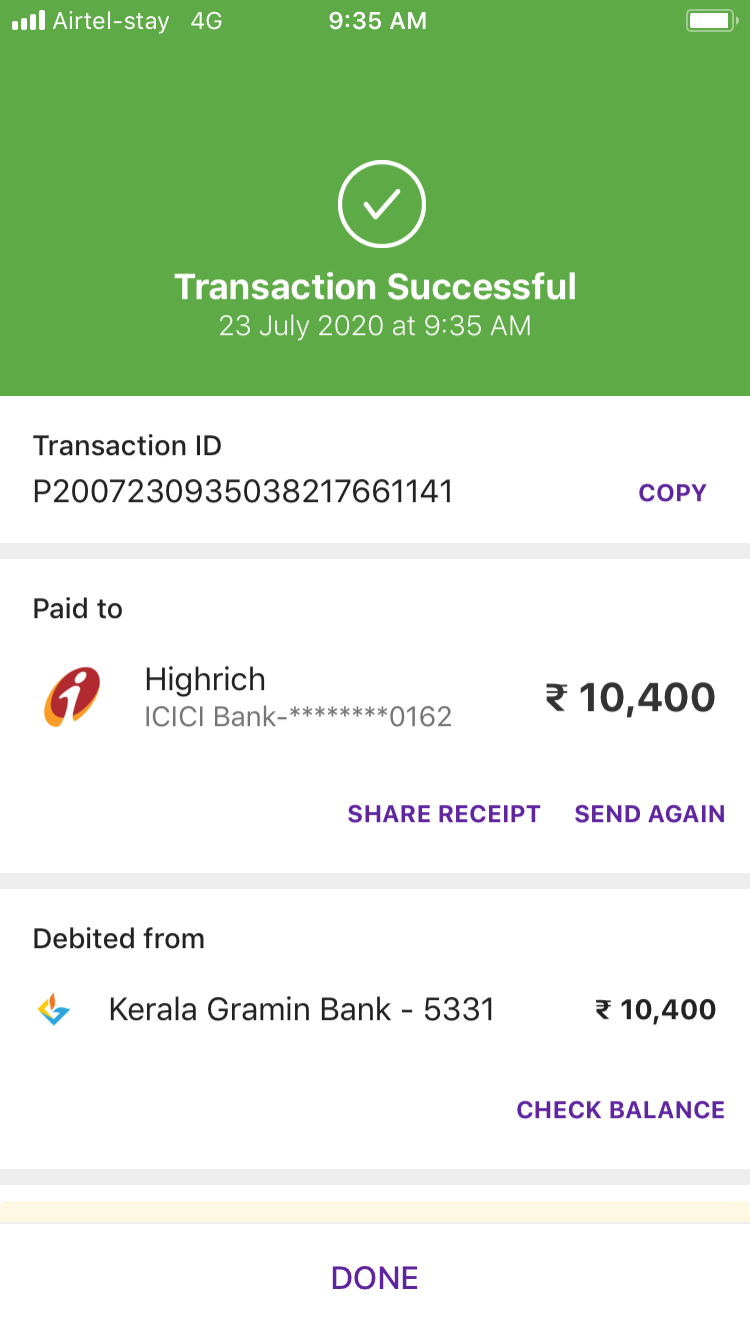 Airtel-stay 4G 9:35 AM
Transaction Successful
23 July 2020 at 9:35 AM
Transaction ID
P2007230935038217661141 COPY
Paid to
Highrich
ICICI Bank-********0162
₹ 10,400
SHARE RECEIPT SEND AGAIN
Debited from
Kerala Gramin Bank - 5331 ₹ 10,400
CHECK BALANCE
DONE